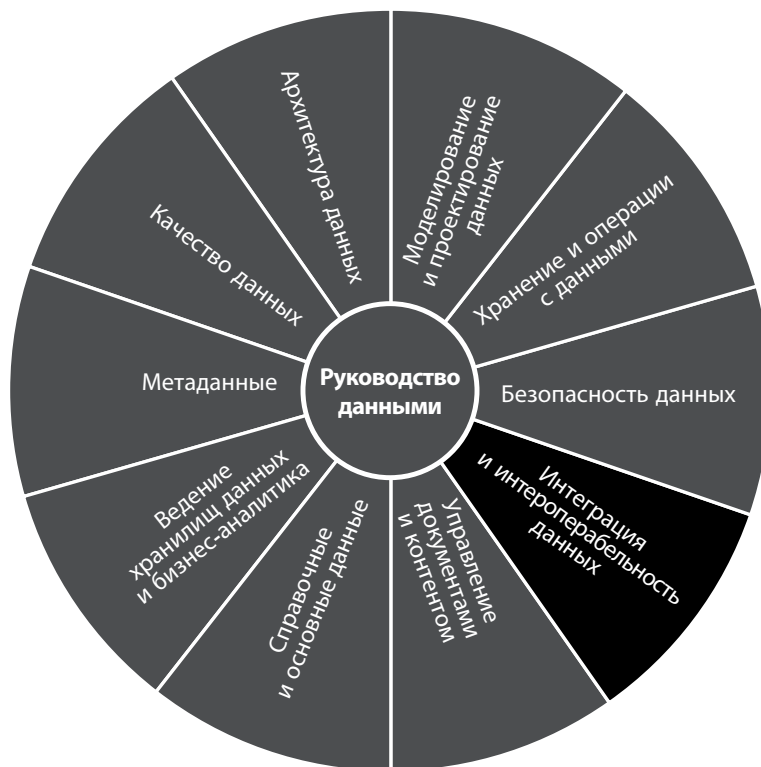 Архитектура данных
Моделирование
и проектирование
данных
Хранение и операции
с данными
Безопасность данных
Интеграция
и интероперабельность
данных
Управление
документами
и контентом
Справочные
и основные данные
Ведение
хранилищ данных
и бизнес-аналитика
Метаданные
Качество данных
Руководство
данными